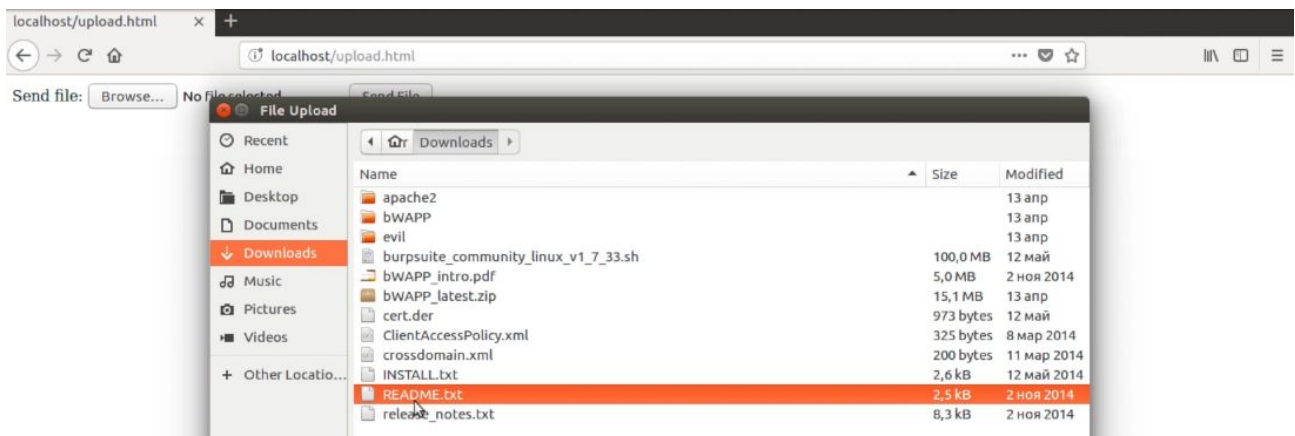 localhost/upload.html × +
localhost/upload.html
Send file: Browse... No file selected. Send File
File Upload
Recent
Home
Desktop
Documents
Downloads
Music
Pictures
Videos
+ Other Locatio...
r Downloads
Name Size Modified
apache2 13 апр
bWAPP 13 апр
evil 13 апр
burpsuite_community_linux_v1_7_33.sh 100,0 MB 12 май
bWAPP_intro.pdf 5,0 MB 2 ноя 2014
bWAPP_latest.zip 15,1 MB 13 апр
cert.der 973 bytes 12 май
ClientAccessPolicy.xml 325 bytes 8 мар 2014
crossdomain.xml 200 bytes 11 мар 2014
INSTALL.txt 2,6 kB 12 май 2014
README.txt 2,5 kB 2 ноя 2014
release_notes.txt 8,3 kB 2 ноя 2014